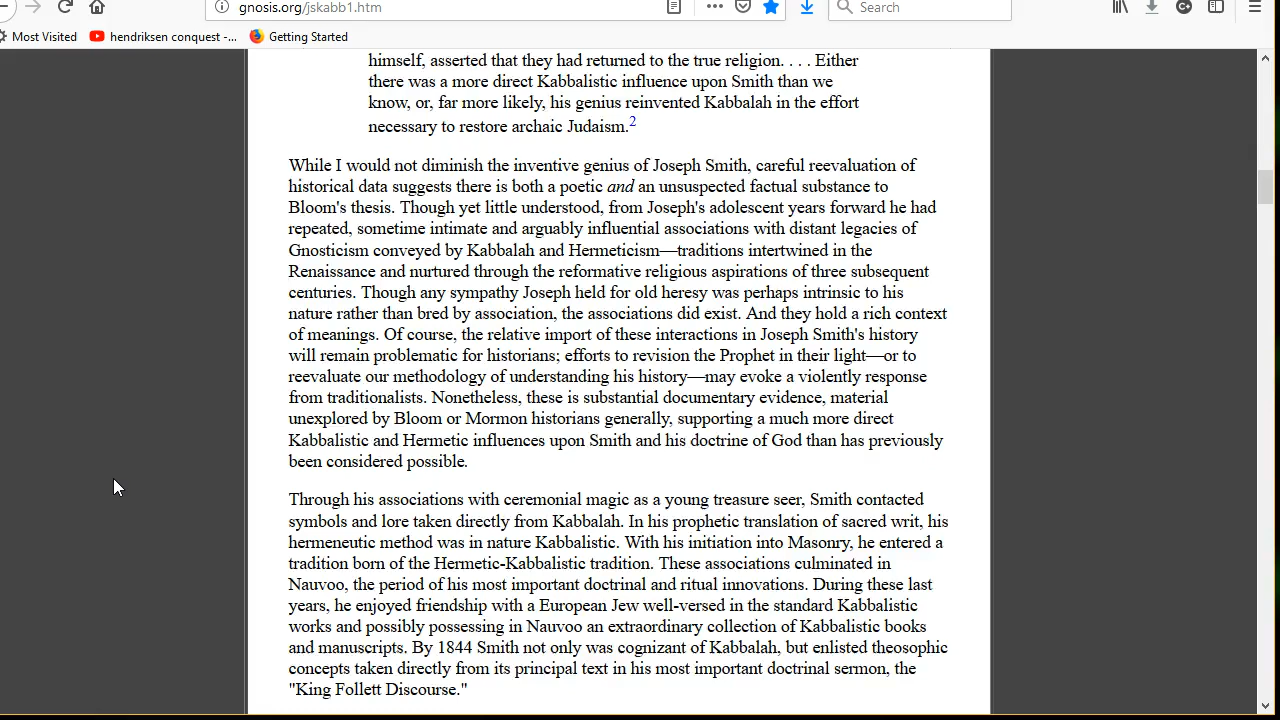 gnosis.org/jskabb1.htm
Search
Most Visited
hendriksen conquest -...
Getting Started
himself, asserted that they had returned to the true religion. . . . Either
there was a more direct Kabbalistic influence upon Smith than we
know, or, far more likely, his genius reinvented Kabbalah in the effort
necessary to restore archaic Judaism.2
While I would not diminish the inventive genius of Joseph Smith, careful reevaluation of
historical data suggests there is both a poetic and an unsuspected factual substance to
Bloom's thesis. Though yet little understood, from Joseph's adolescent years forward he had
repeated, sometime intimate and arguably influential associations with distant legacies of
Gnosticism conveyed by Kabbalah and Hermeticism—traditions intertwined in the
Renaissance and nurtured through the reformative religious aspirations of three subsequent
centuries. Though any sympathy Joseph held for old heresy was perhaps intrinsic to his
nature rather than bred by association, the associations did exist. And they hold a rich context
of meanings. Of course, the relative import of these interactions in Joseph Smith's history
will remain problematic for historians; efforts to revision the Prophet in their light—or to
reevaluate our methodology of understanding his history—may evoke a violently response
from traditionalists. Nonetheless, these is substantial documentary evidence, material
unexplored by Bloom or Mormon historians generally, supporting a much more direct
Kabbalistic and Hermetic influences upon Smith and his doctrine of God than has previously
been considered possible.
Through his associations with ceremonial magic as a young treasure seer, Smith contacted
symbols and lore taken directly from Kabbalah. In his prophetic translation of sacred writ, his
hermeneutic method was in nature Kabbalistic. With his initiation into Masonry, he entered a
tradition born of the Hermetic-Kabbalistic tradition. These associations culminated in
Nauvoo, the period of his most important doctrinal and ritual innovations. During these last
years, he enjoyed friendship with a European Jew well-versed in the standard Kabbalistic
works and possibly possessing in Nauvoo an extraordinary collection of Kabbalistic books
and manuscripts. By 1844 Smith not only was cognizant of Kabbalah, but enlisted theosophic
concepts taken directly from its principal text in his most important doctrinal sermon, the
"King Follett Discourse."